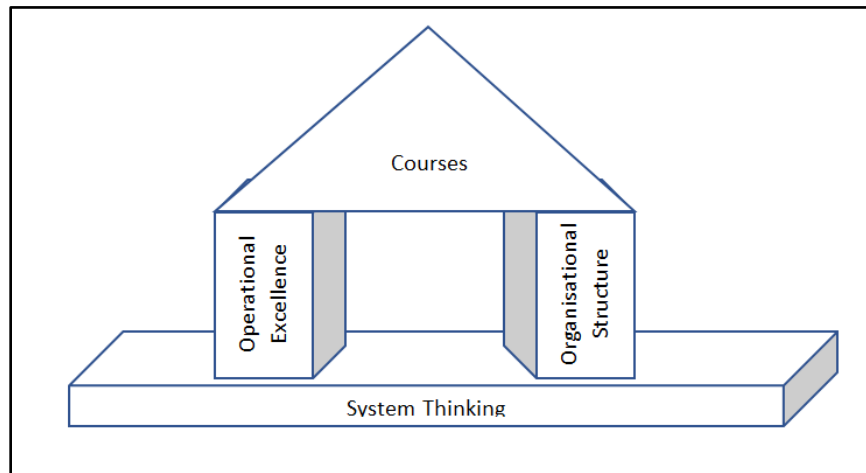 Courses
Operational
Excellence
Organisational
Structure
System Thinking